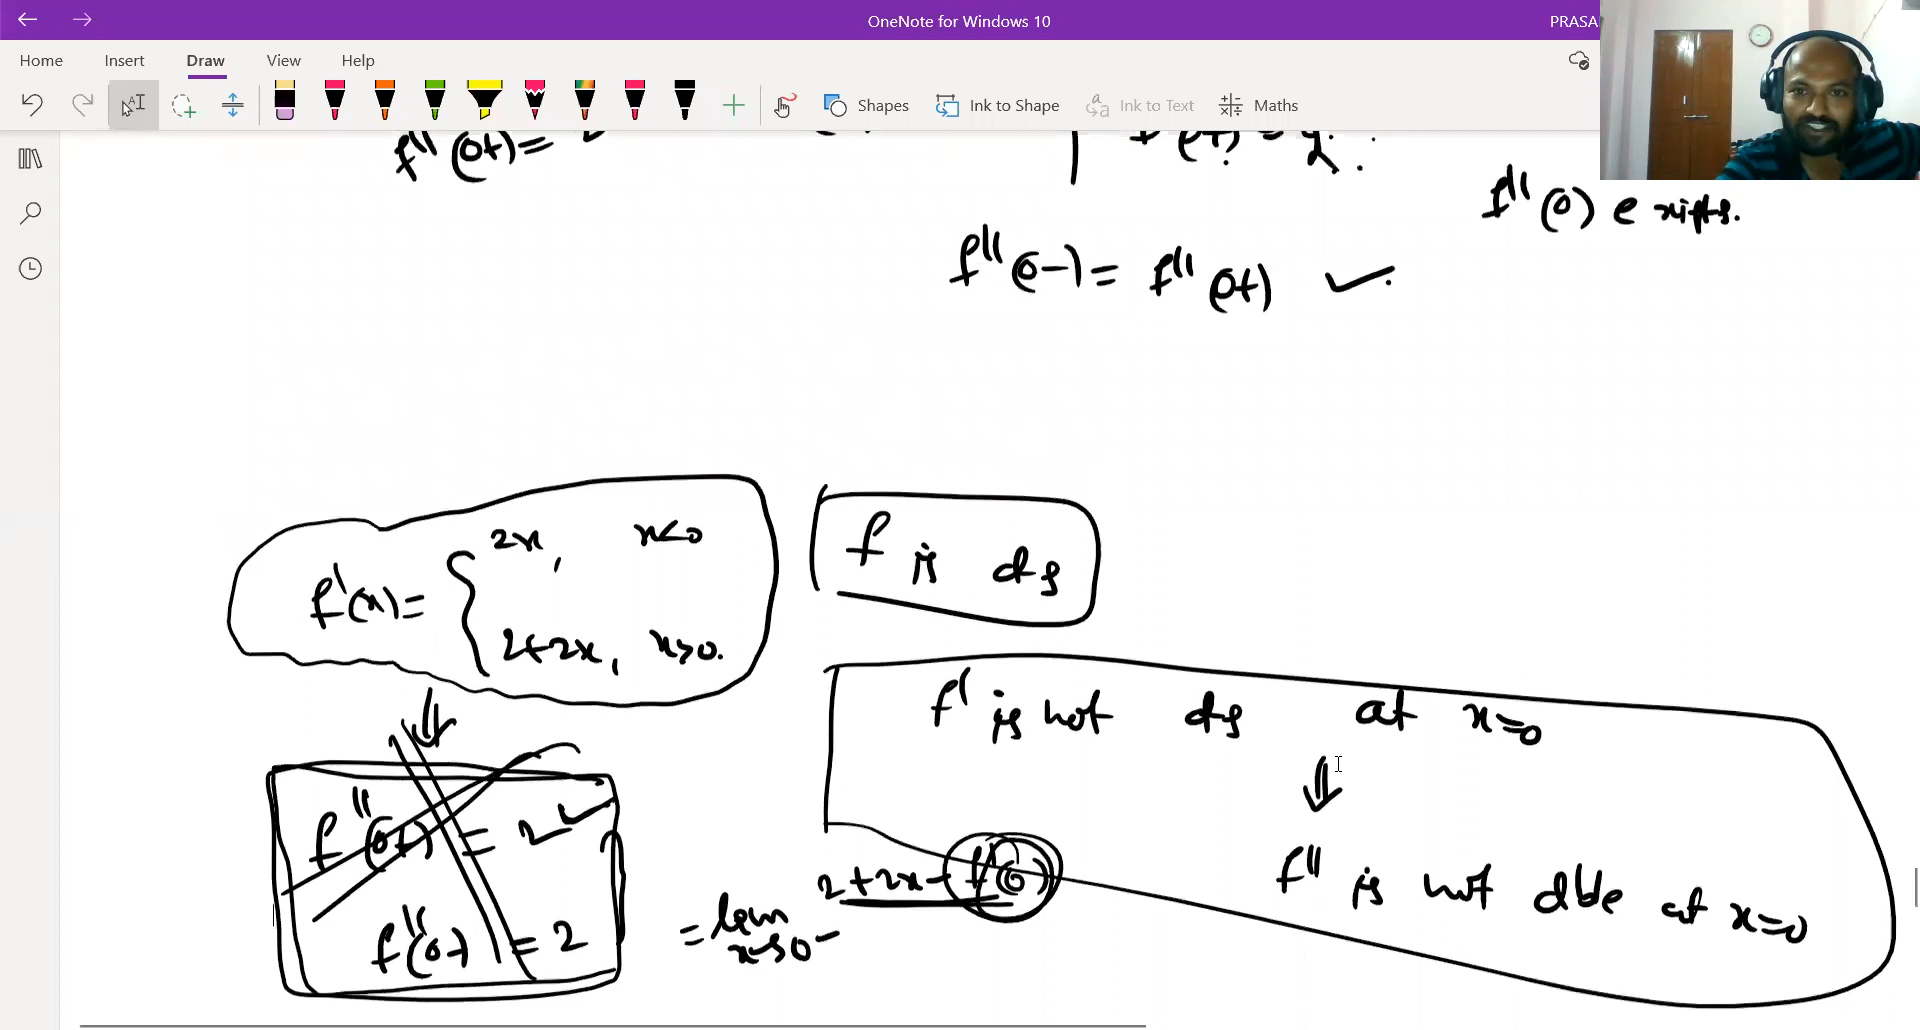 OneNote for Windows 10
PRASA
Home Insert Draw View Help
Shapes Ink to Shape Ink to Text Maths
f''(0+)=
f''(0) exists.
f''(0-) = f''(0+) ✓.
f'(x)= { 2x, x<0
2+2x, x>0.
f is cts
f' is not cts at x=0
⇓
f'' is not dble at x=0
f''(0+) = 2 ✓
f''(0-) = 2
= lim x→0- 2+2x-f'(0)